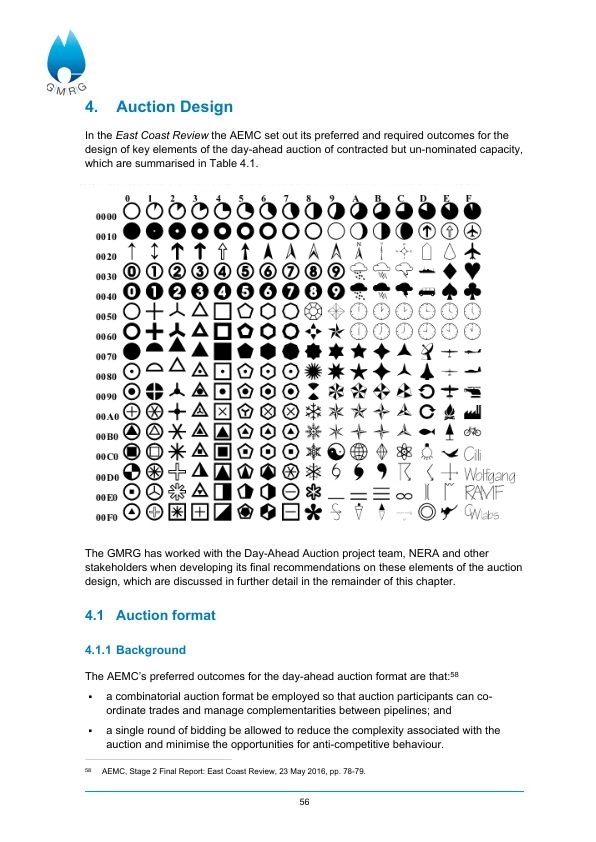 GMRG
4. Auction Design
In the East Coast Review the AEMC set out its preferred and required outcomes for the
design of key elements of the day-ahead auction of contracted but un-nominated capacity,
which are summarised in Table 4.1.
0 1 2 3 4 5 6 7 8 9 A B C D E F
0000
0010
0020
0030 0 1 2 3 4 5 6 7 8 9
0040 0 1 2 3 4 5 6 7 8 9
0050
0060
0070
0080
0090
00A0
00B0
00C0 Cilli
00D0 Wolfgang
00E0 RAMF
00F0 GWlabs
The GMRG has worked with the Day-Ahead Auction project team, NERA and other
stakeholders when developing its final recommendations on these elements of the auction
design, which are discussed in further detail in the remainder of this chapter.
4.1 Auction format
4.1.1 Background
The AEMC's preferred outcomes for the day-ahead auction format are that:58
▪ a combinatorial auction format be employed so that auction participants can co-
ordinate trades and manage complementarities between pipelines; and
▪ a single round of bidding be allowed to reduce the complexity associated with the
auction and minimise the opportunities for anti-competitive behaviour.
58 AEMC, Stage 2 Final Report: East Coast Review, 23 May 2016, pp. 78-79.
56